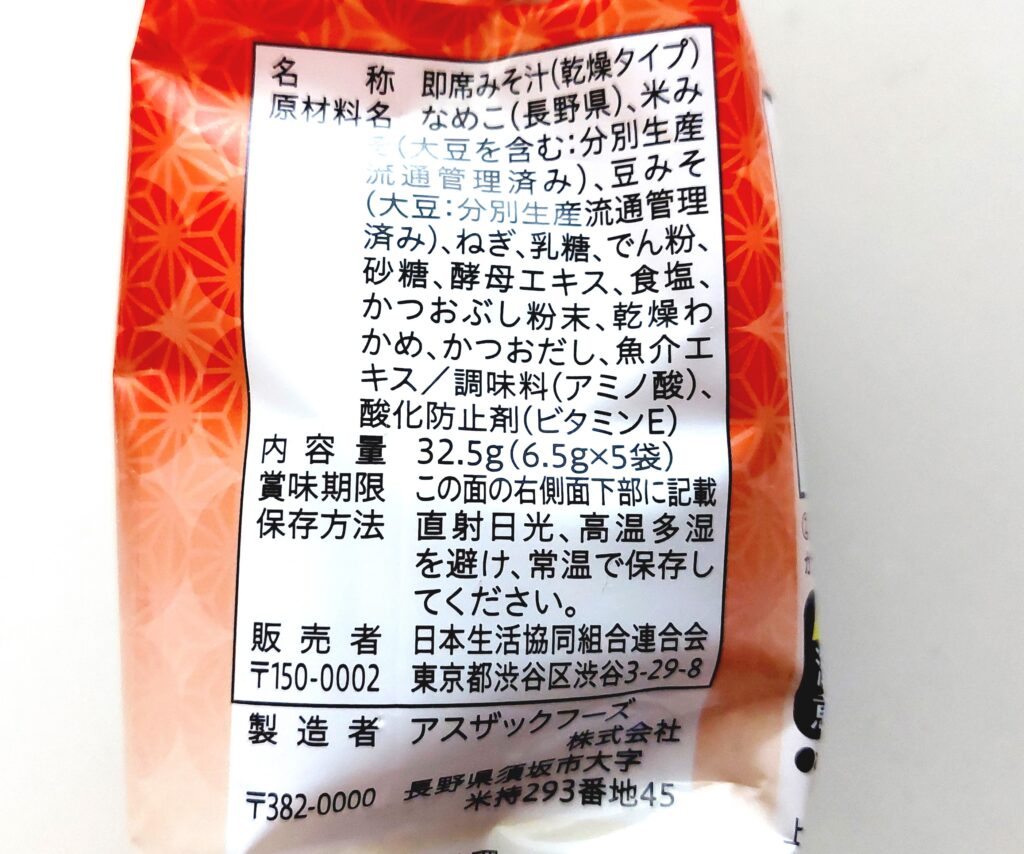 名称 即席みそ汁(乾燥タイプ)
原材料名 なめこ(長野県)、米み
そ(大豆を含む:分別生産
流通管理済み)、豆みそ
(大豆:分別生産流通管理
済み)、ねぎ、乳糖、でん粉、
砂糖、酵母エキス、食塩、
かつおぶし粉末、乾燥わ
かめ、かつおだし、魚介エ
キス/調味料(アミノ酸)、
酸化防止剤(ビタミンE)
内容量 32.5g(6.5g×5袋)
賞味期限 この面の右側面下部に記載
保存方法 直射日光、高温多湿
を避け、常温で保存し
てください。
販売者 日本生活協同組合連合会
〒150-0002 東京都渋谷区渋谷3-29-8
製造者 アスザックフーズ
株式会社
〒382-0000 長野県須坂市大字
米持293番地45